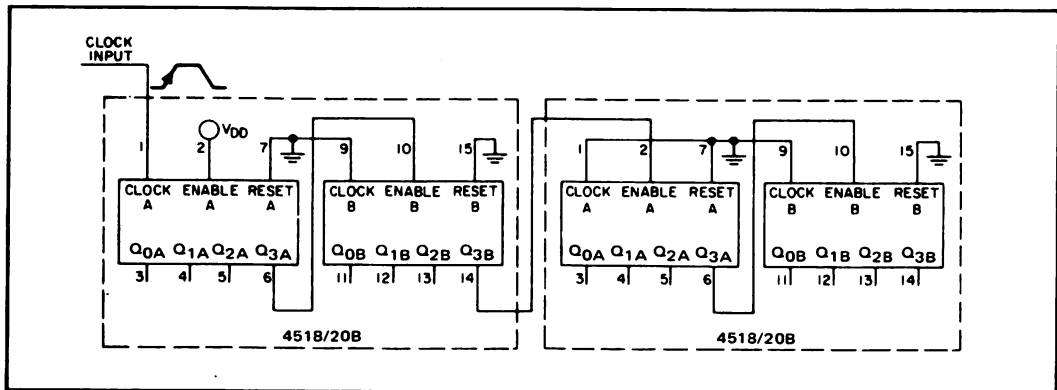 CLOCK
INPUT
VDD
1 2 7 9 10 15 1 2 7 9 10 15
CLOCK ENABLE RESET CLOCK ENABLE RESET CLOCK ENABLE RESET CLOCK ENABLE RESET
A A A B B B A A A B B B
Q0A Q1A Q2A Q3A Q0B Q1B Q2B Q3B Q0A Q1A Q2A Q3A Q0B Q1B Q2B Q3B
3 4 5 6 11 12 13 14 3 4 5 6 11 12 13 14
4518/20B 4518/20B